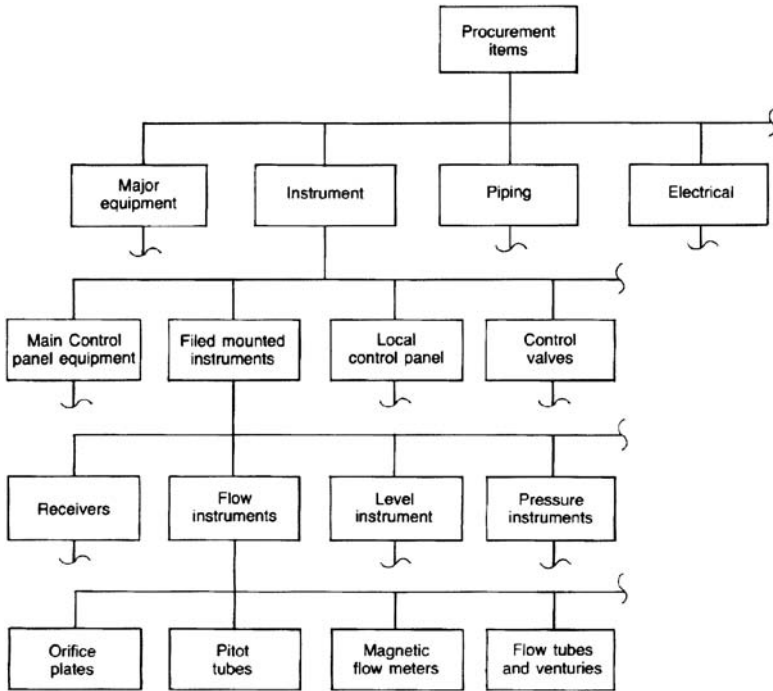 Procurement
items
Major
equipment
Instrument
Piping
Electrical
Main Control
panel equipment
Filed mounted
instruments
Local
control panel
Control
valves
Receivers
Flow
instruments
Level
instrument
Pressure
instruments
Orifice
plates
Pitot
tubes
Magnetic
flow meters
Flow tubes
and venturies